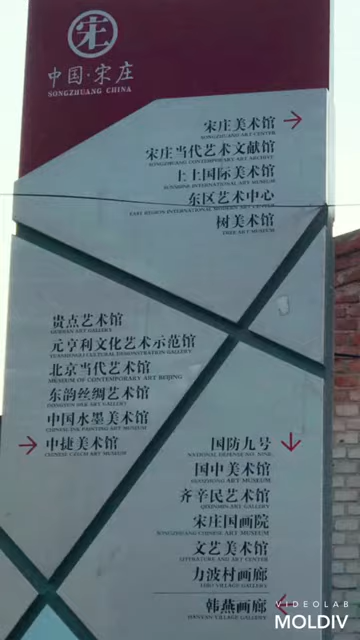 宋
中国·宋庄
SONGZHUANG CHINA
宋庄美术馆
SONGZHUANG ART CENTER
宋庄当代艺术文献馆
SONGZHUANG CONTEMPORARY ART ARCHIVE
上上国际美术馆
SUNSHINE INTERNATIONAL ART MUSEUM
东区艺术中心
EAST REGION INTERNATIONAL MODERN ART CENTER
树美术馆
TREE ART MUSEUM
贵点艺术馆
ART GALLERY
元亨利文化艺术示范馆
YUANHENGLI CULTURAL DEMONSTRATION GALLERY
北京当代艺术馆
MUSEUM OF CONTEMPORARY ART BEIJING
东韵丝绸艺术馆
DONGYUN SILK ART GALLERY
中国水墨美术馆
CHINESE INK PAINTING ART MUSEUM
中捷美术馆
CHINESE CZECH ART MUSEUM
国防九号
NATIONAL DEFENSE NO. NINE
国中美术馆
GUOZHONG ART MUSEUM
齐辛民艺术馆
QIXINMIN ART GALLERY
宋庄国画院
SONGZHUANG CHINESE ART MUSEUM
文艺美术馆
LITERATURE AND ART CENTER
力波村画廊
LIBO VILLAGE GALLERY
韩燕画廊
HANYAN VILLAGE GALLERY
VIDEOLAB
MOLDIV